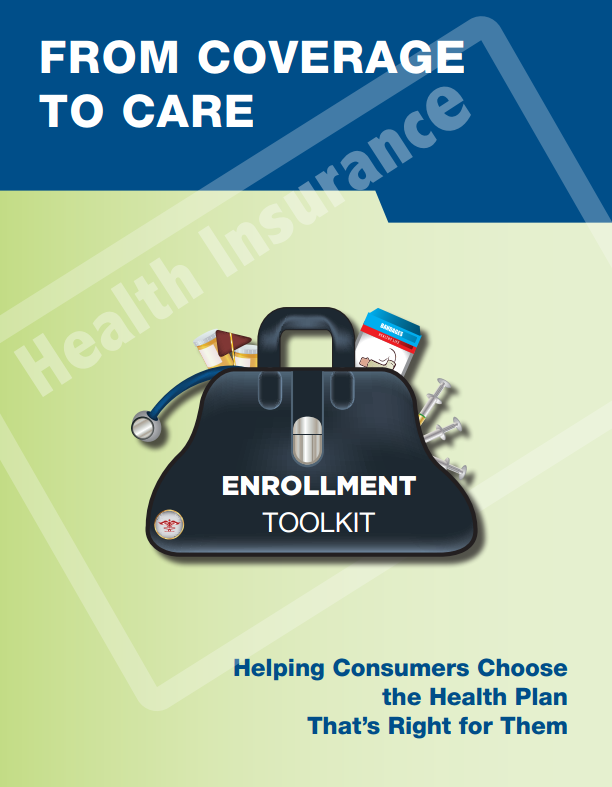 FROM COVERAGE
TO CARE
Health Insurance
BANDAGES
ENROLLMENT
TOOLKIT
Helping Consumers Choose
the Health Plan
That’s Right for Them